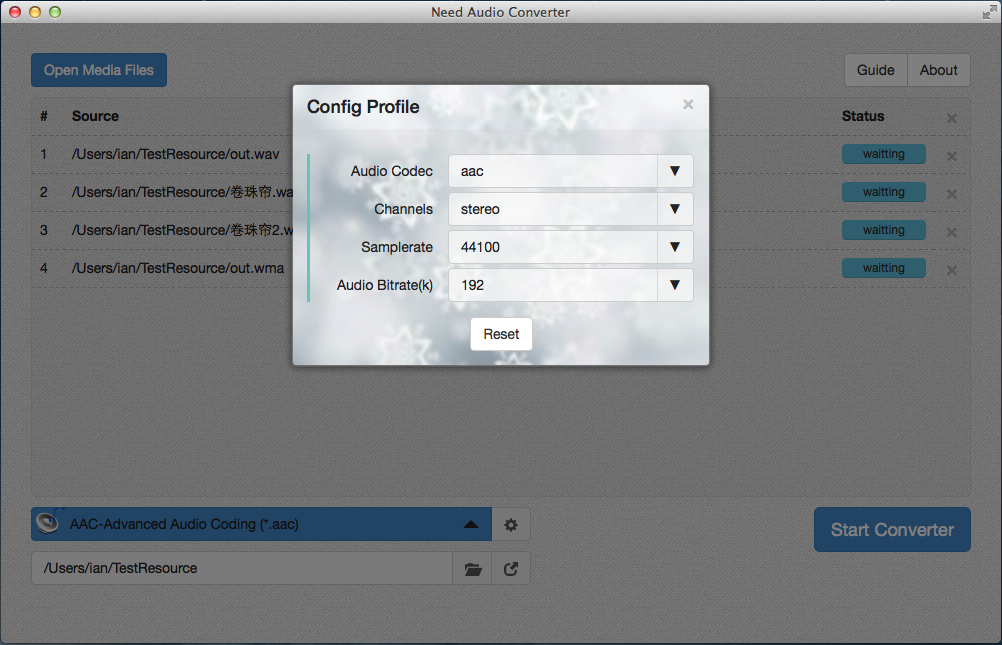 Need Audio Converter
Open Media Files
Guide
About
# Source Status
1 /Users/ian/TestResource/out.wav waitting
2 /Users/ian/TestResource/卷珠帘.wa waitting
3 /Users/ian/TestResource/卷珠帘2.w waitting
4 /Users/ian/TestResource/out.wma waitting
Config Profile
Audio Codec aac
Channels stereo
Samplerate 44100
Audio Bitrate(k) 192
Reset
AAC-Advanced Audio Coding (*.aac)
Start Converter
/Users/ian/TestResource